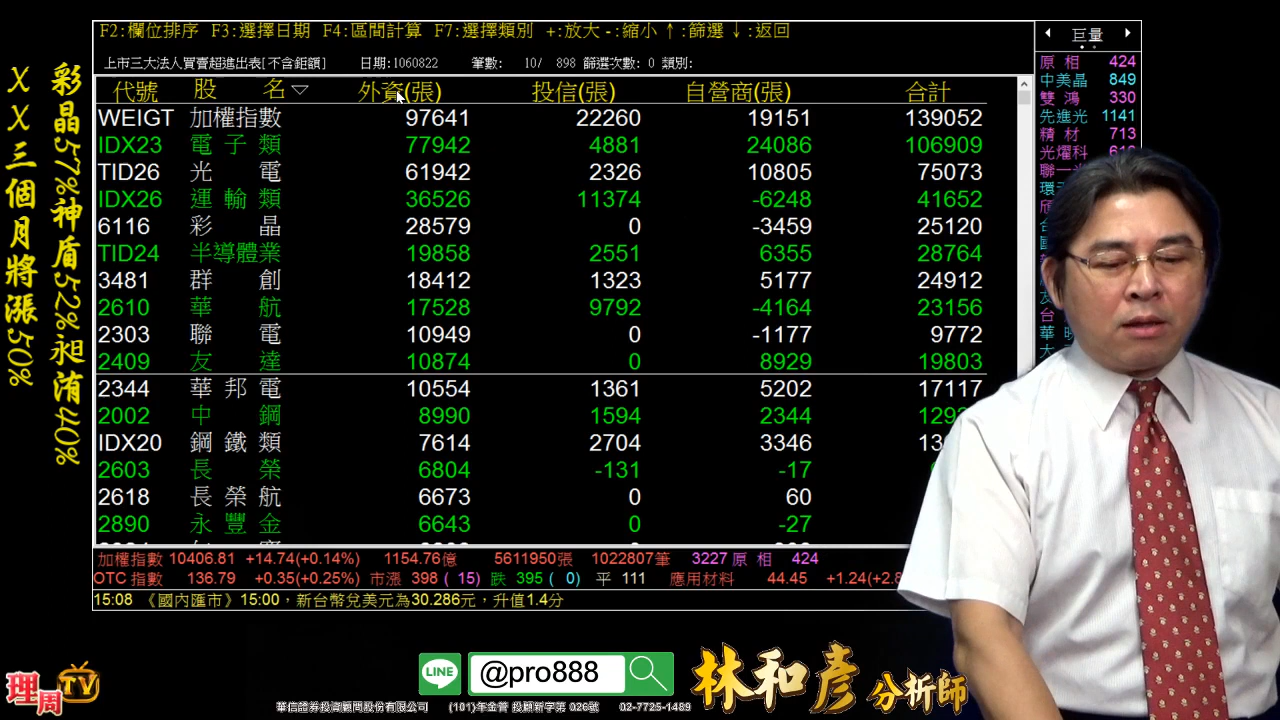 F2:欄位排序 F3:選擇日期 F4:區間計算 F7:選擇類別 +:放大 -:縮小 ↑:篩選 ↓:返回
上市三大法人買賣超進出表[不含鉅額] 日期:1060822 筆數: 10/ 898 篩選次數: 0 類別:
代號 股名 外資(張) 投信(張) 自營商(張) 合計
WEIGT 加權指數 97641 22260 19151 139052
IDX23 電子類 77942 4881 24086 106909
TID26 光電 61942 2326 10805 75073
IDX26 運輸類 36526 11374 -6248 41652
6116 彩晶 28579 0 -3459 25120
TID24 半導體業 19858 2551 6355 28764
3481 群創 18412 1323 5177 24912
2610 華航 17528 9792 -4164 23156
2303 聯電 10949 0 -1177 9772
2409 友達 10874 0 8929 19803
2344 華邦電 10554 1361 5202 17117
2002 中鋼 8990 1594 2344
IDX20 鋼鐵類 7614 2704 3346
2603 長榮 6804 -131 -17
2618 長榮航 6673 0 60
2890 永豐金 6643 0 -27
加權指數 10406.81 +14.74(+0.14%) 1154.76億 5611950張 1022807筆 3227 原相 424
OTC指數 136.79 +0.35(+0.25%) 市漲 398 ( 15) 跌 395 ( 0) 平 111 應用材料 44.45
15:08 《國內匯市》15:00,新台幣兌美元為30.286元,升值1.4分
巨量
原相 424
中美晶 849
雙鴻 330
先進光 1141
精材 713
光燿科
彩晶57%神盾52%昶洧40%
XX三個月將漲50%
理周TV
LINE @pro888
林和彥 分析師
華信證券投資顧問股份有限公司 (101)年金管 投顧新字第 026號 02-7725-1489